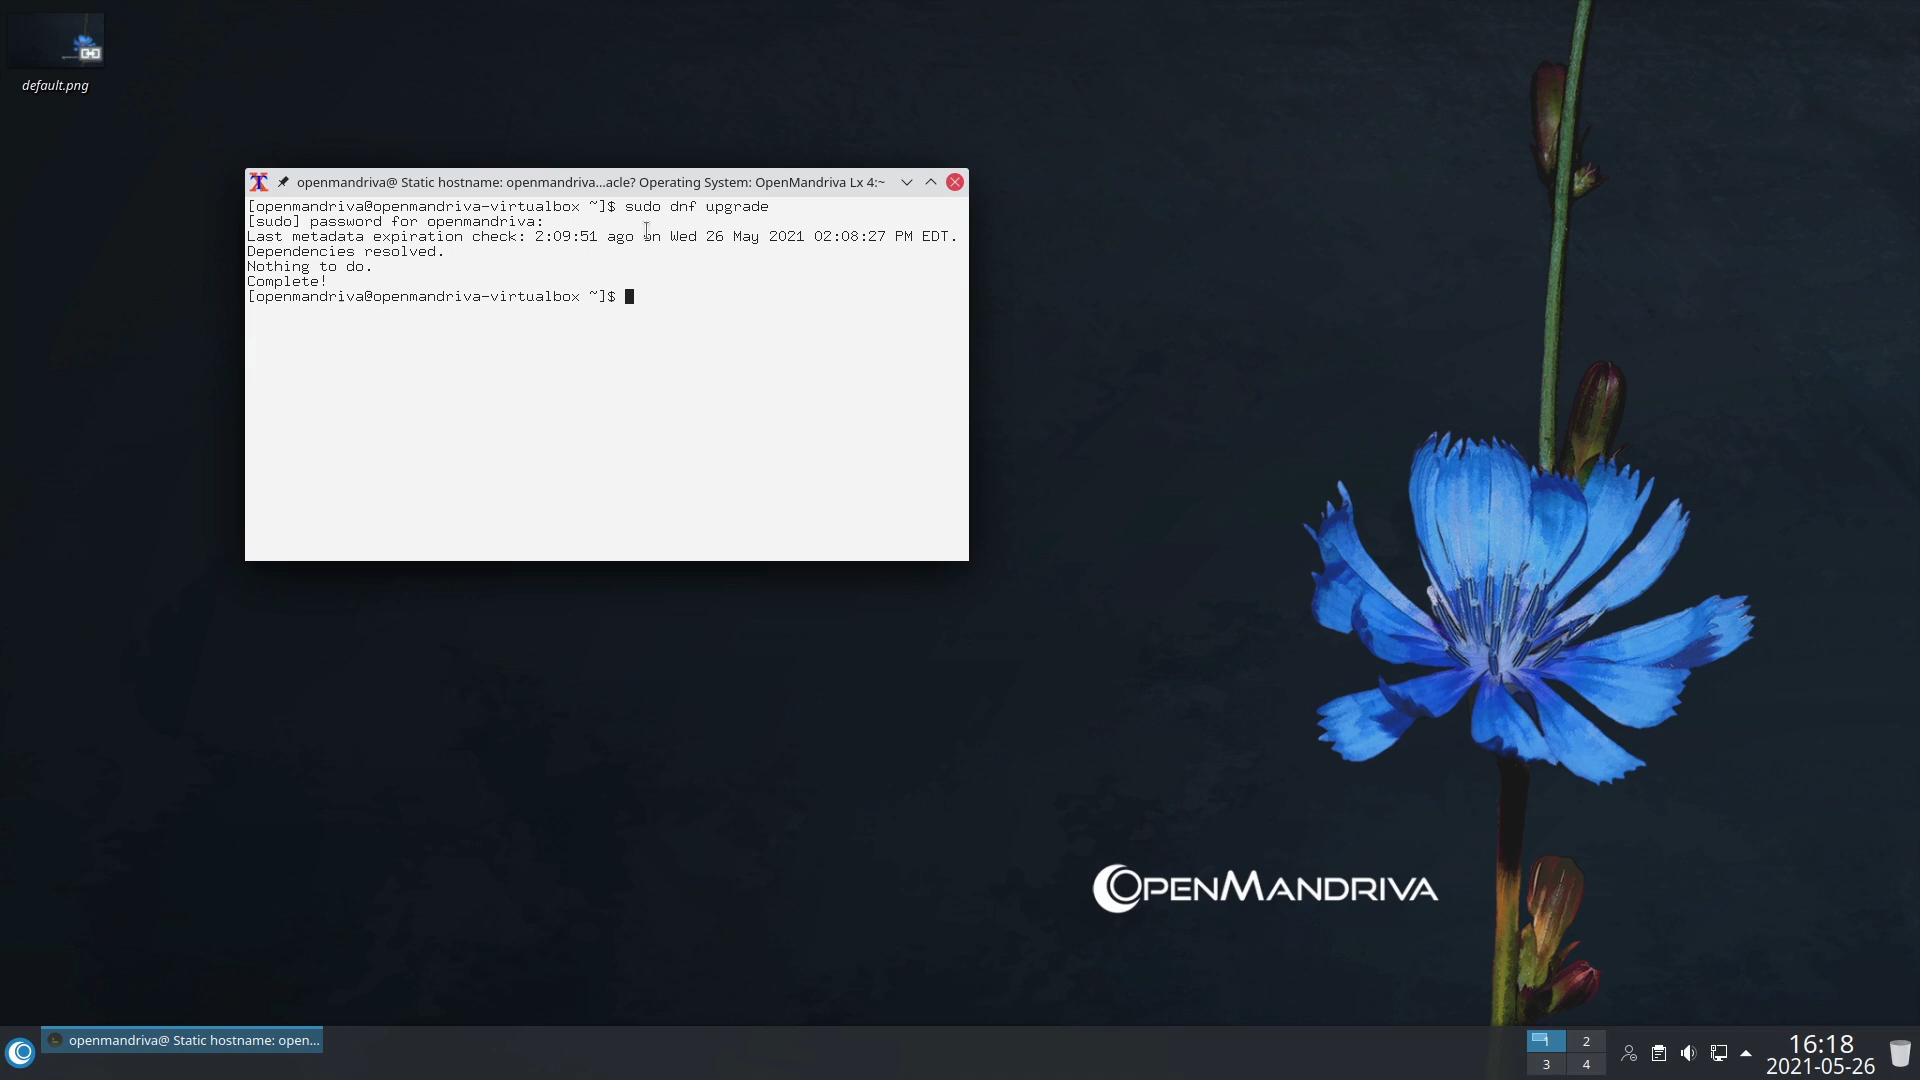 default.png
openmandriva@ Static hostname: openmandriva...acle? Operating System: OpenMandriva Lx 4:~
[openmandriva@openmandriva-virtualbox ~]$ sudo dnf upgrade
[sudo] password for openmandriva:
Last metadata expiration check: 2:09:51 ago on Wed 26 May 2021 02:08:27 PM EDT.
Dependencies resolved.
Nothing to do.
Complete!
[openmandriva@openmandriva-virtualbox ~]$
OPENMANDRIVA
openmandriva@ Static hostname: open...
1 2
3 4
16:18
2021-05-26